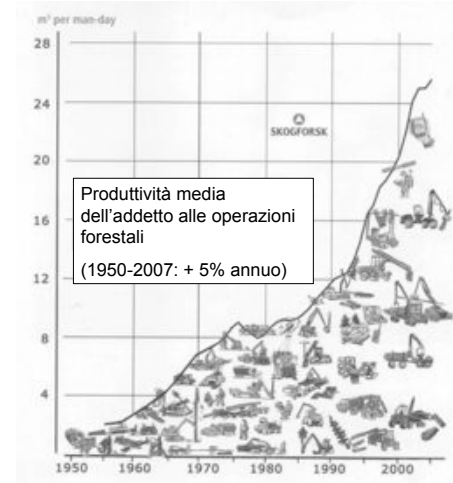 m³ per man-day
28
24
SKOGFORSK
20
Produttività media
dell'addetto alle operazioni
forestali
(1950-2007: + 5% annuo)
16
12
8
4
1950 1960 1970 1980 1990 2000